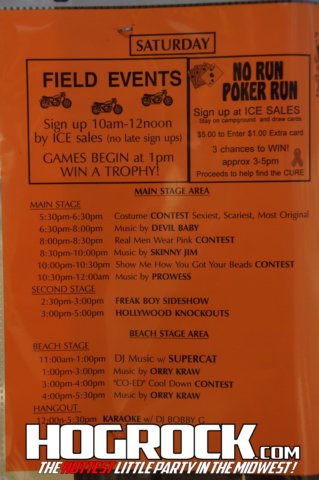 SATURDAY
FIELD EVENTS
Sign up 10am-12noon
by ICE sales (no late sign ups)
GAMES BEGIN at 1pm
WIN A TROPHY!
NO RUN
POKER RUN
Sign up at ICE SALES
Stay on campground and draw cards
$5.00 to Enter $1.00 Extra card
3 chances to WIN!
approx 3-5pm
Proceeds to help find the CURE
MAIN STAGE AREA
MAIN STAGE
5:30pm-6:30pm Costume CONTEST Sexiest, Scariest, Most Original
6:30pm-8:00pm Music by DEVIL BABY
8:00pm-8:30pm Real Men Wear Pink CONTEST
8:30pm-10:00pm Music by SKINNY JIM
10:00pm-10:30pm Show Me How You Got Your Beads CONTEST
10:30pm-12:00am Music by PROWESS
SECOND STAGE
2:30pm-3:00pm FREAK BOY SIDESHOW
3:00pm-5:00pm HOLLYWOOD KNOCKOUTS
BEACH STAGE AREA
BEACH STAGE
11:00am-1:00pm DJ Music w/ SUPERCAT
1:00pm-3:00pm Music by ORRY KRAW
3:00pm-4:00pm "CO-ED" Cool Down CONTEST
4:00pm-5:30pm Music by ORRY KRAW
HANGOUT
12:00n-5:30pm KARAOKE w/ DJ BOBBY G
HOGROCK.COM
THE HOTTEST LITTLE PARTY IN THE MIDWEST!